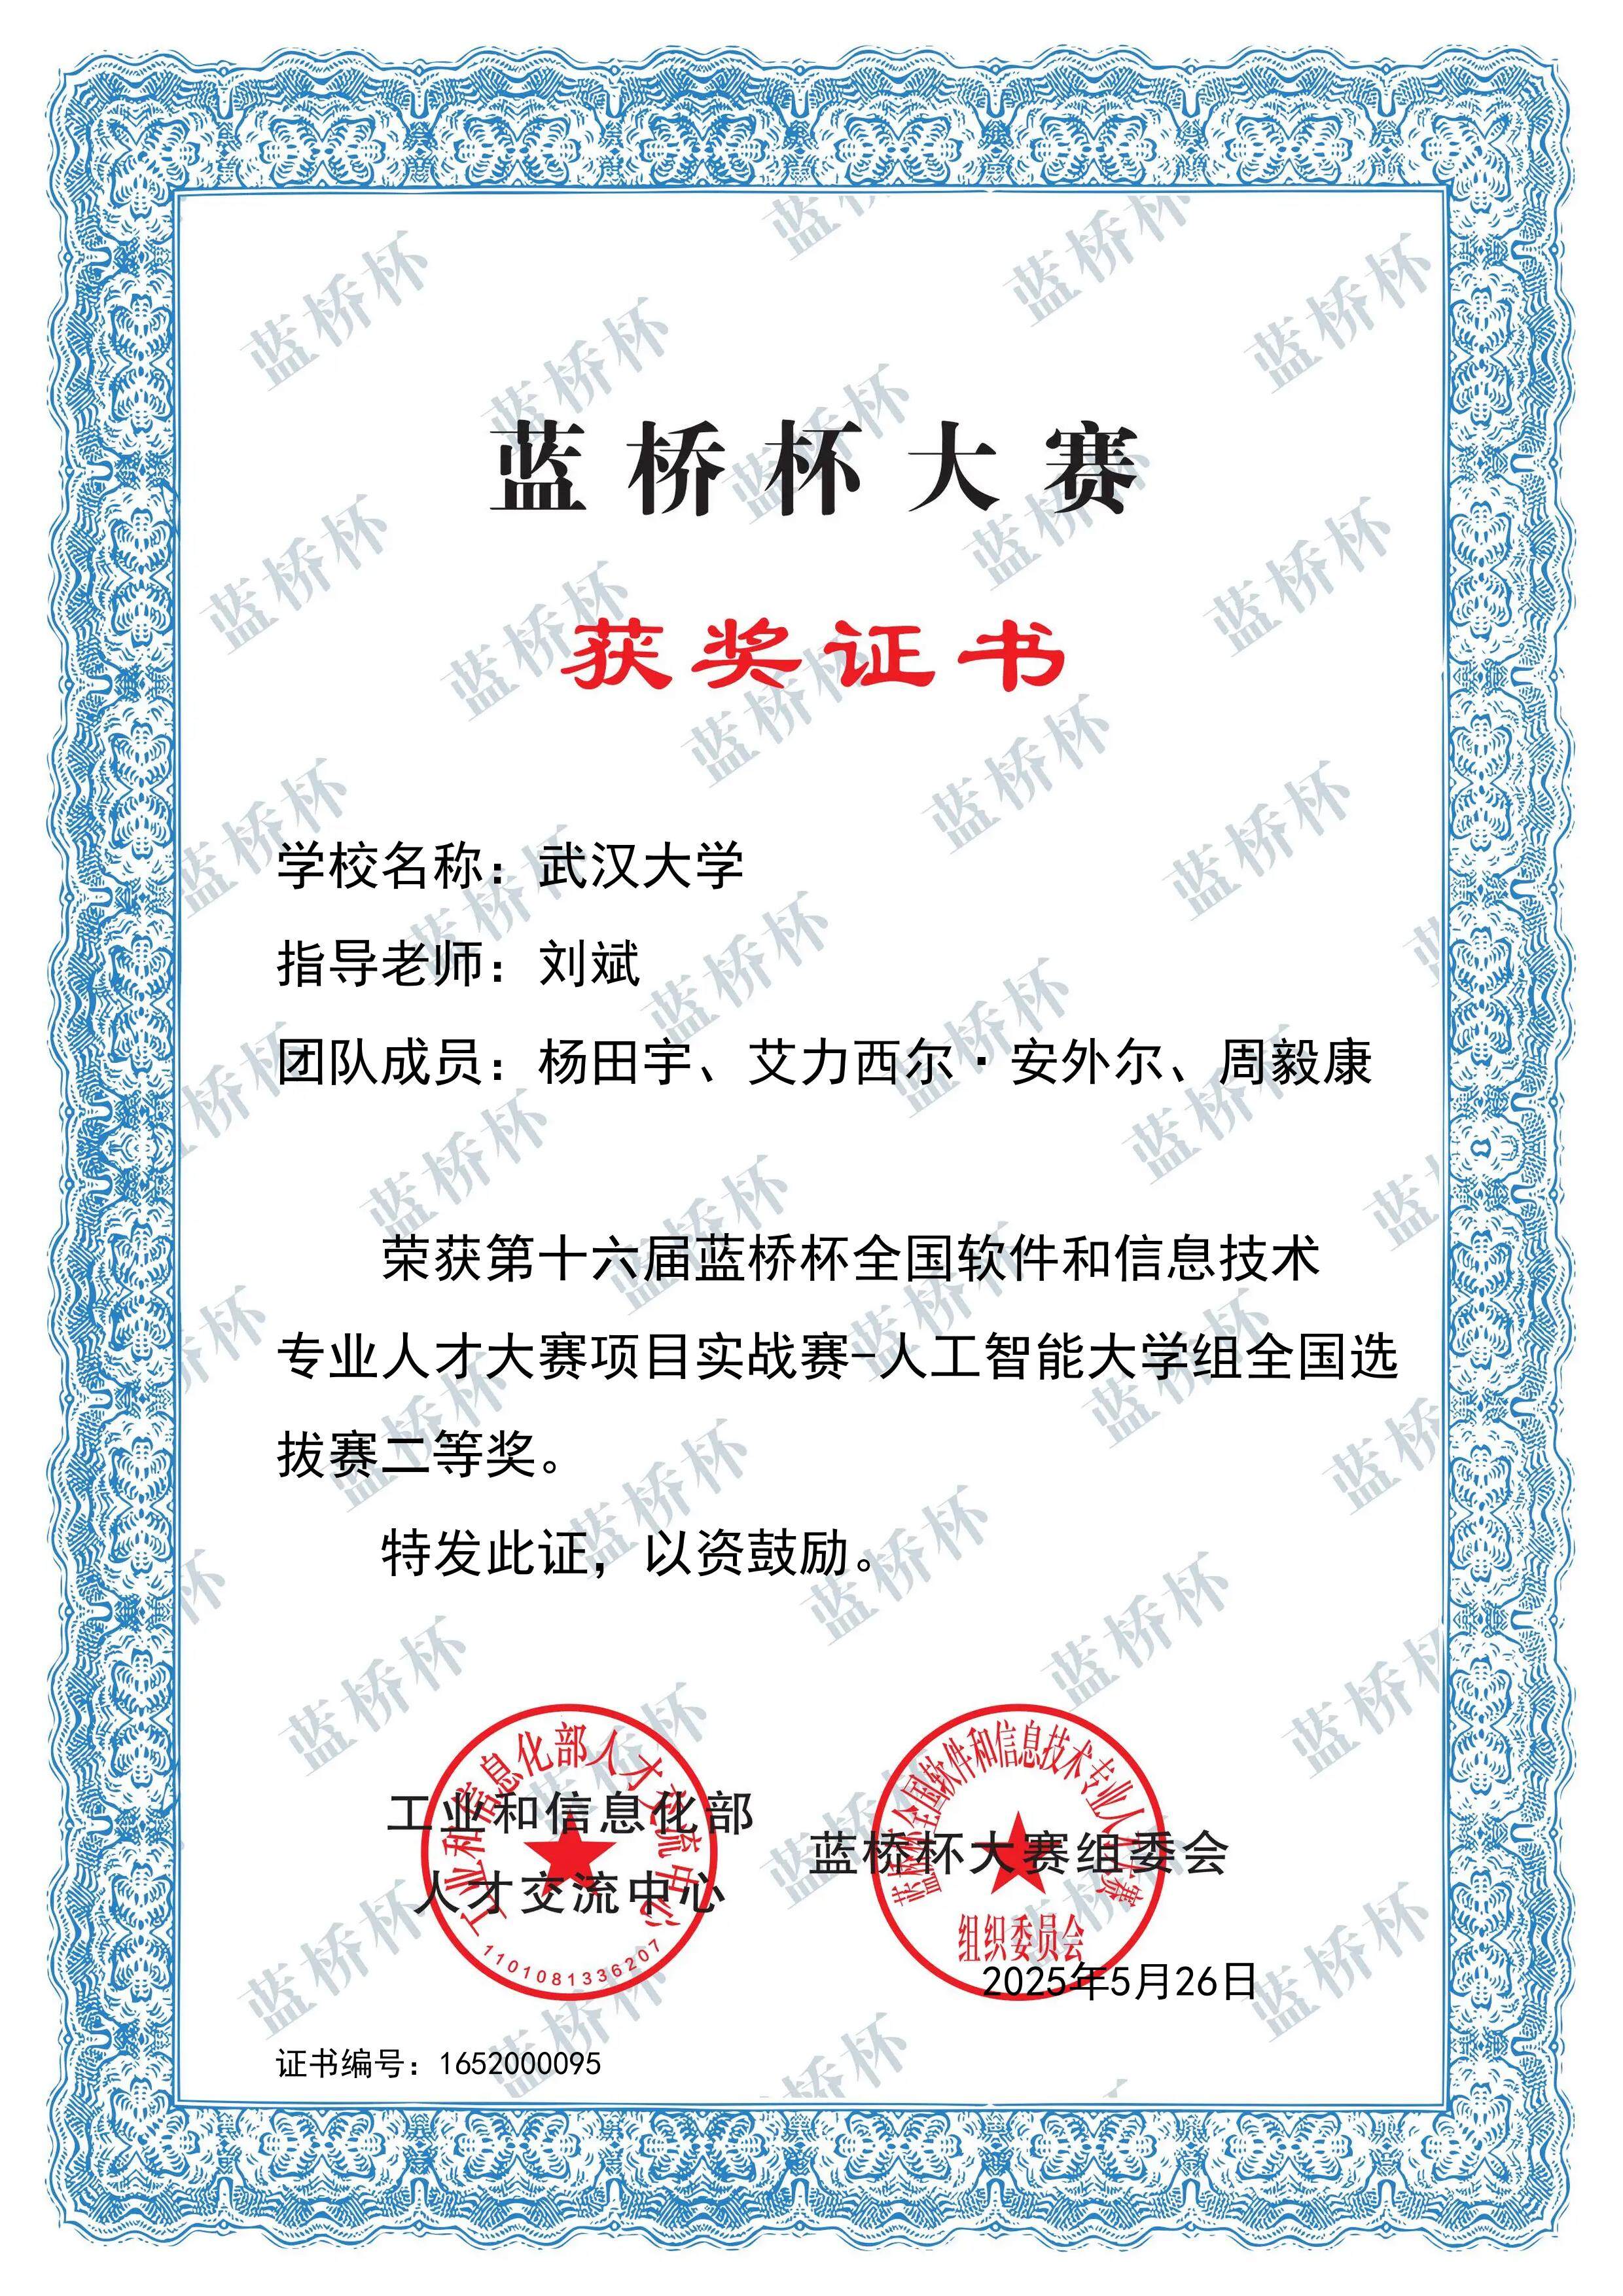 蓝桥杯大赛
获奖证书
学校名称：武汉大学
指导老师：刘斌
团队成员：杨田宇、艾力西尔·安外尔、周毅康
荣获第十六届蓝桥杯全国软件和信息技术
专业人才大赛项目实战赛-人工智能大学组全国选
拔赛二等奖。
特发此证，以资鼓励。
工业和信息化部
人才交流中心
工业和信息化部人才交流中心
1101081336207
蓝桥杯大赛组委会
蓝桥杯全国软件和信息技术专业人才大赛
组织委员会
2025年5月26日
证书编号：1652000095
蓝桥杯